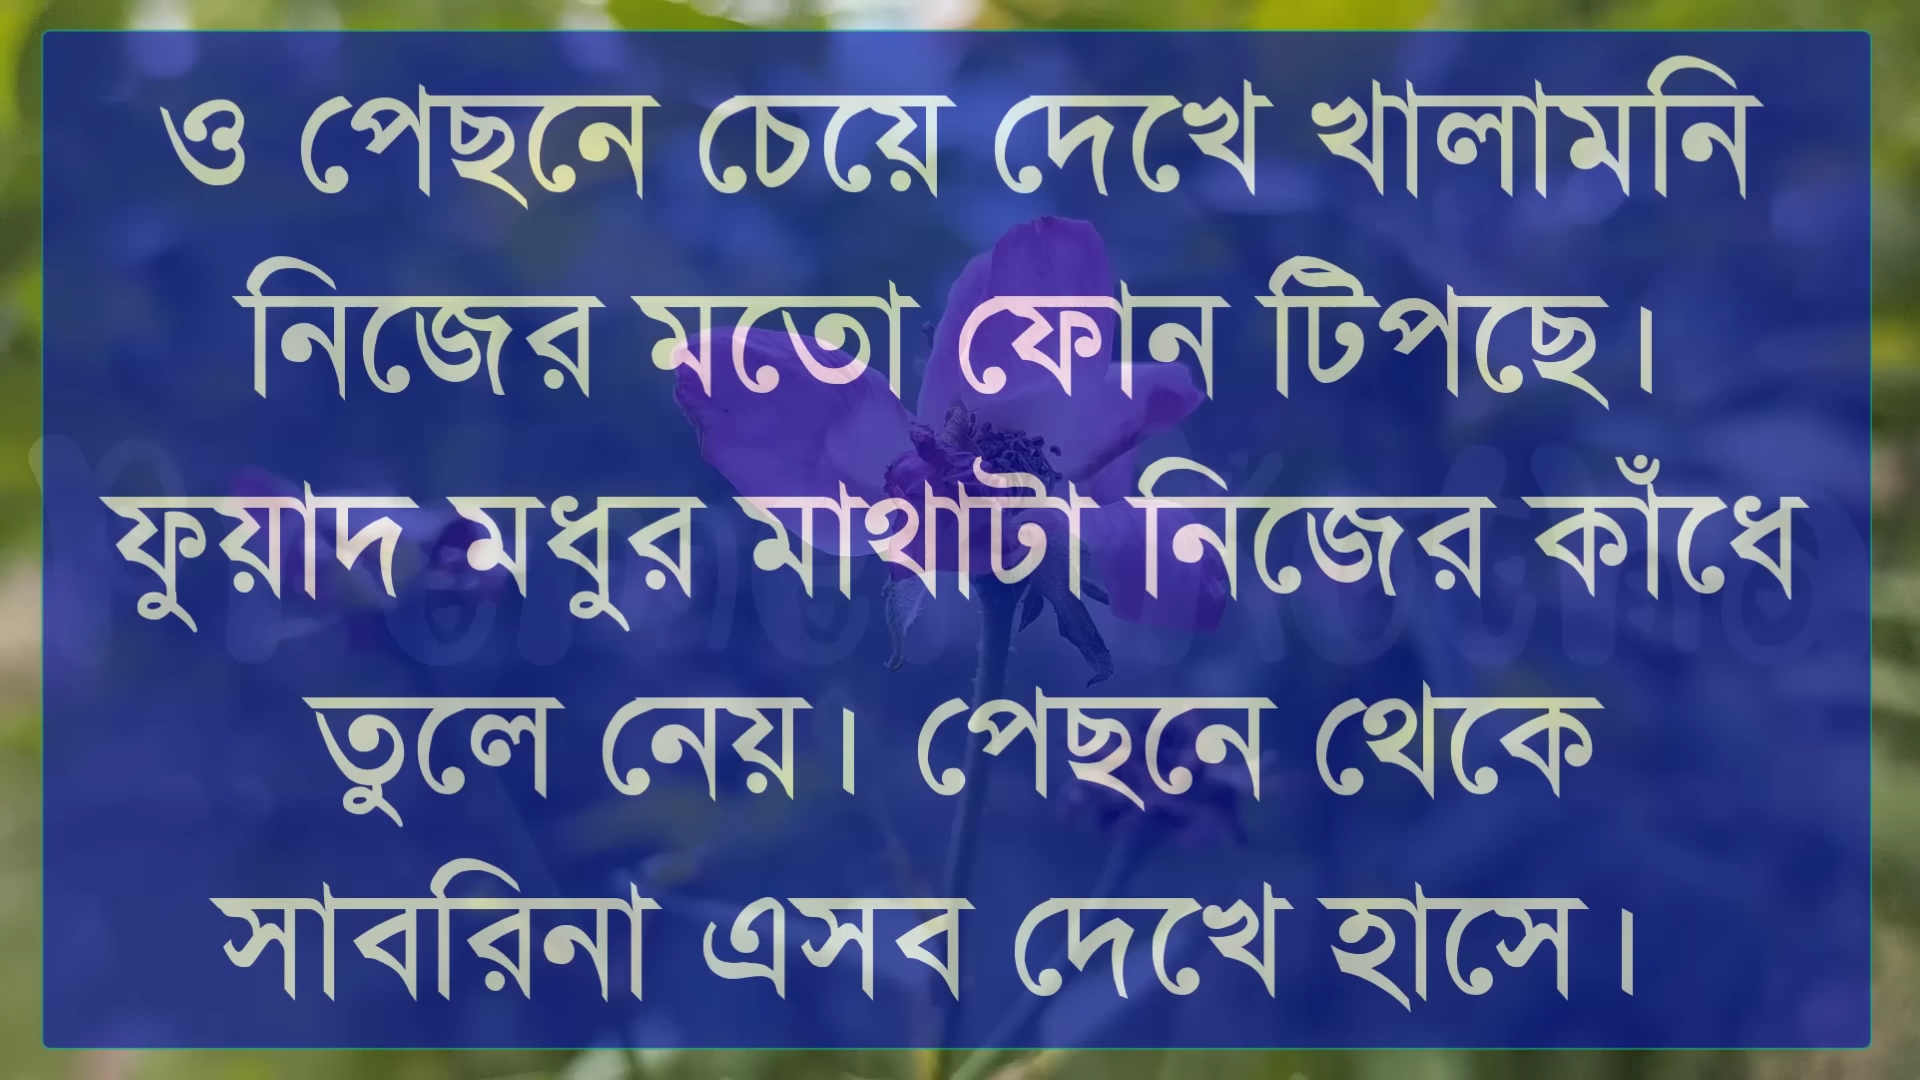 ও পেছনে চেয়ে দেখে খালামনি
নিজের মতো ফোন টিপছে।
ফুয়াদ মধুর মাথাটা নিজের কাঁধে
তুলে নেয়। পেছনে থেকে
সাবরিনা এসব দেখে হাসে।